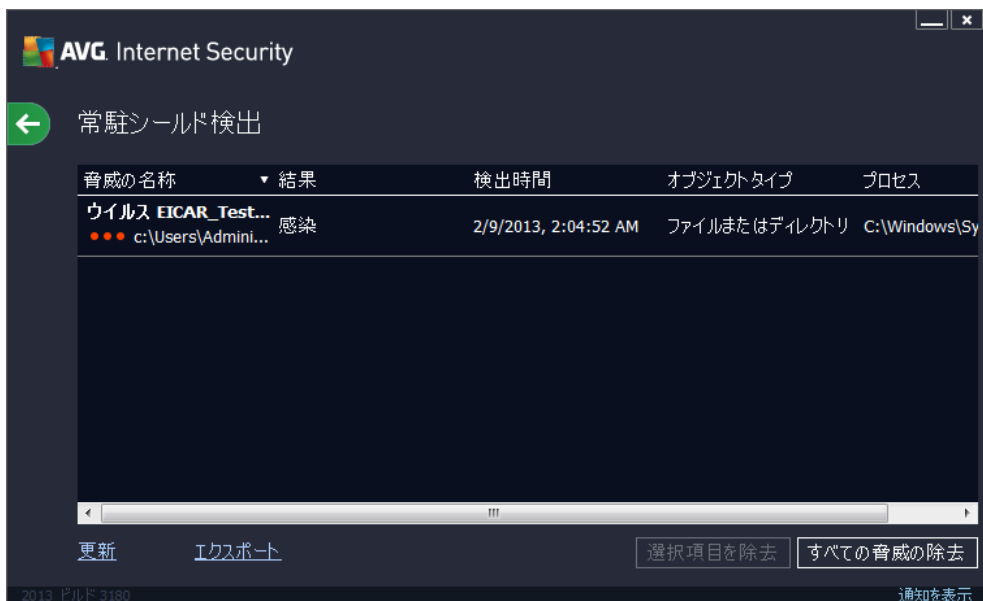 AVG. Internet Security
常駐シールド検出
脅威の名称 結果 検出時間 オブジェクトタイプ プロセス
ウイルス EICAR_Test... 感染 2/9/2013, 2:04:52 AM ファイルまたはディレクトリ C:\Windows\Sy
c:\Users\Admini...
更新 エクスポート 選択項目を除去 すべての脅威の除去
2013 ビルド 3180 通知を表示